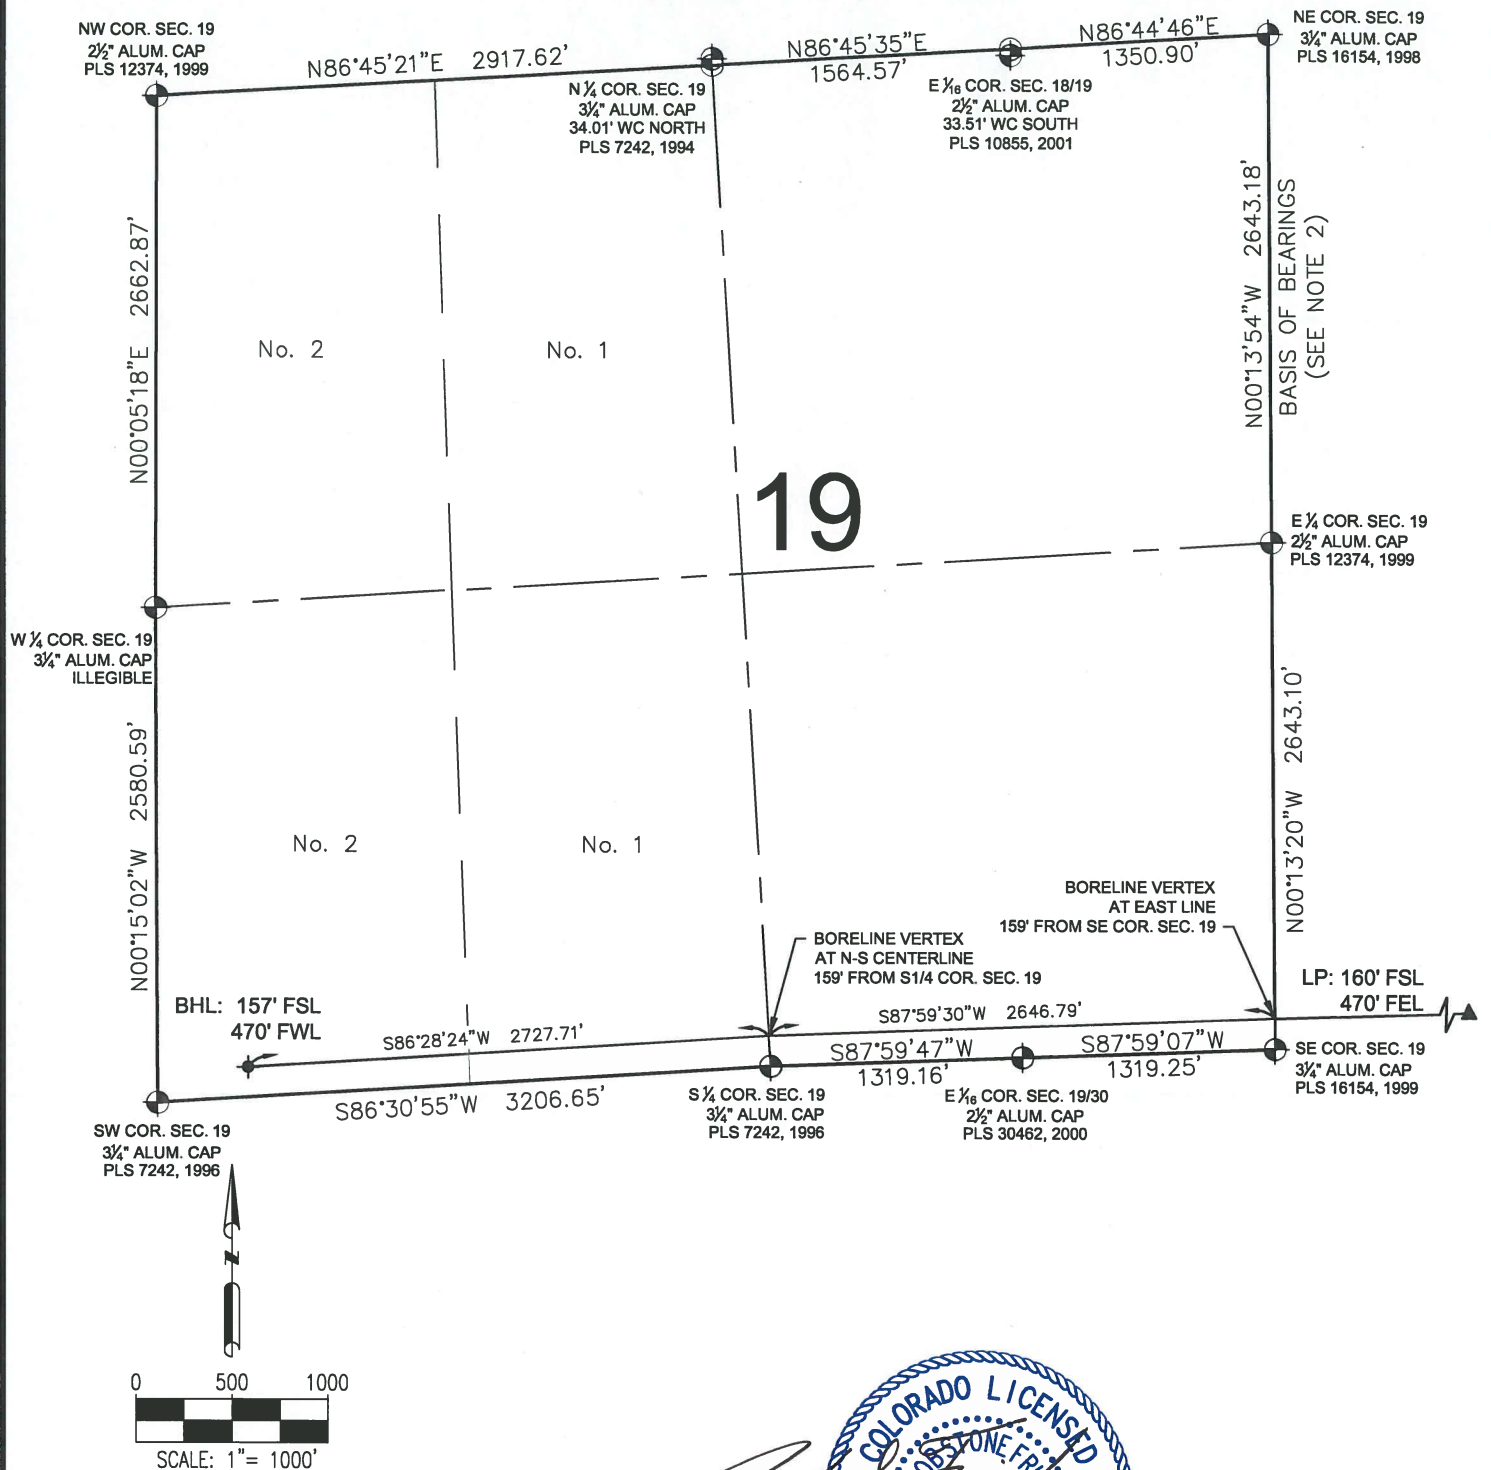 NW COR. SEC. 19
2½" ALUM. CAP
PLS 12374, 1999
N86°45'21"E 2917.62'
N ¼ COR. SEC. 19
3¼" ALUM. CAP
34.01' WC NORTH
PLS 7242, 1994
N86°45'35"E
1564.57'
E 1⁄16 COR. SEC. 18/19
2½" ALUM. CAP
33.51' WC SOUTH
PLS 10855, 2001
N86°44'46"E
1350.90'
NE COR. SEC. 19
3¼" ALUM. CAP
PLS 16154, 1998
N00°05'18"E 2662.87'
No. 2
No. 1
19
N00°13'54"W 2643.18'
BASIS OF BEARINGS
(SEE NOTE 2)
E ¼ COR. SEC. 19
2½" ALUM. CAP
PLS 12374, 1999
W ¼ COR. SEC. 19
3¼" ALUM. CAP
ILLEGIBLE
N00°15'02"W 2580.59'
No. 2
No. 1
N00°13'20"W 2643.10'
BORELINE VERTEX
AT EAST LINE
159' FROM SE COR. SEC. 19
BORELINE VERTEX
AT N-S CENTERLINE
159' FROM S1/4 COR. SEC. 19
LP: 160' FSL
470' FEL
BHL: 157' FSL
470' FWL
S86°28'24"W 2727.71'
S87°59'30"W 2646.79'
S87°59'47"W
1319.16'
S87°59'07"W
1319.25'
SE COR. SEC. 19
3¼" ALUM. CAP
PLS 16154, 1999
S86°30'55"W 3206.65'
S ¼ COR. SEC. 19
3¼" ALUM. CAP
PLS 7242, 1996
E 1⁄16 COR. SEC. 19/30
2½" ALUM. CAP
PLS 30462, 2000
SW COR. SEC. 19
3¼" ALUM. CAP
PLS 7242, 1996
N
0 500 1000
SCALE: 1"= 1000'
COLORADO LICENSED